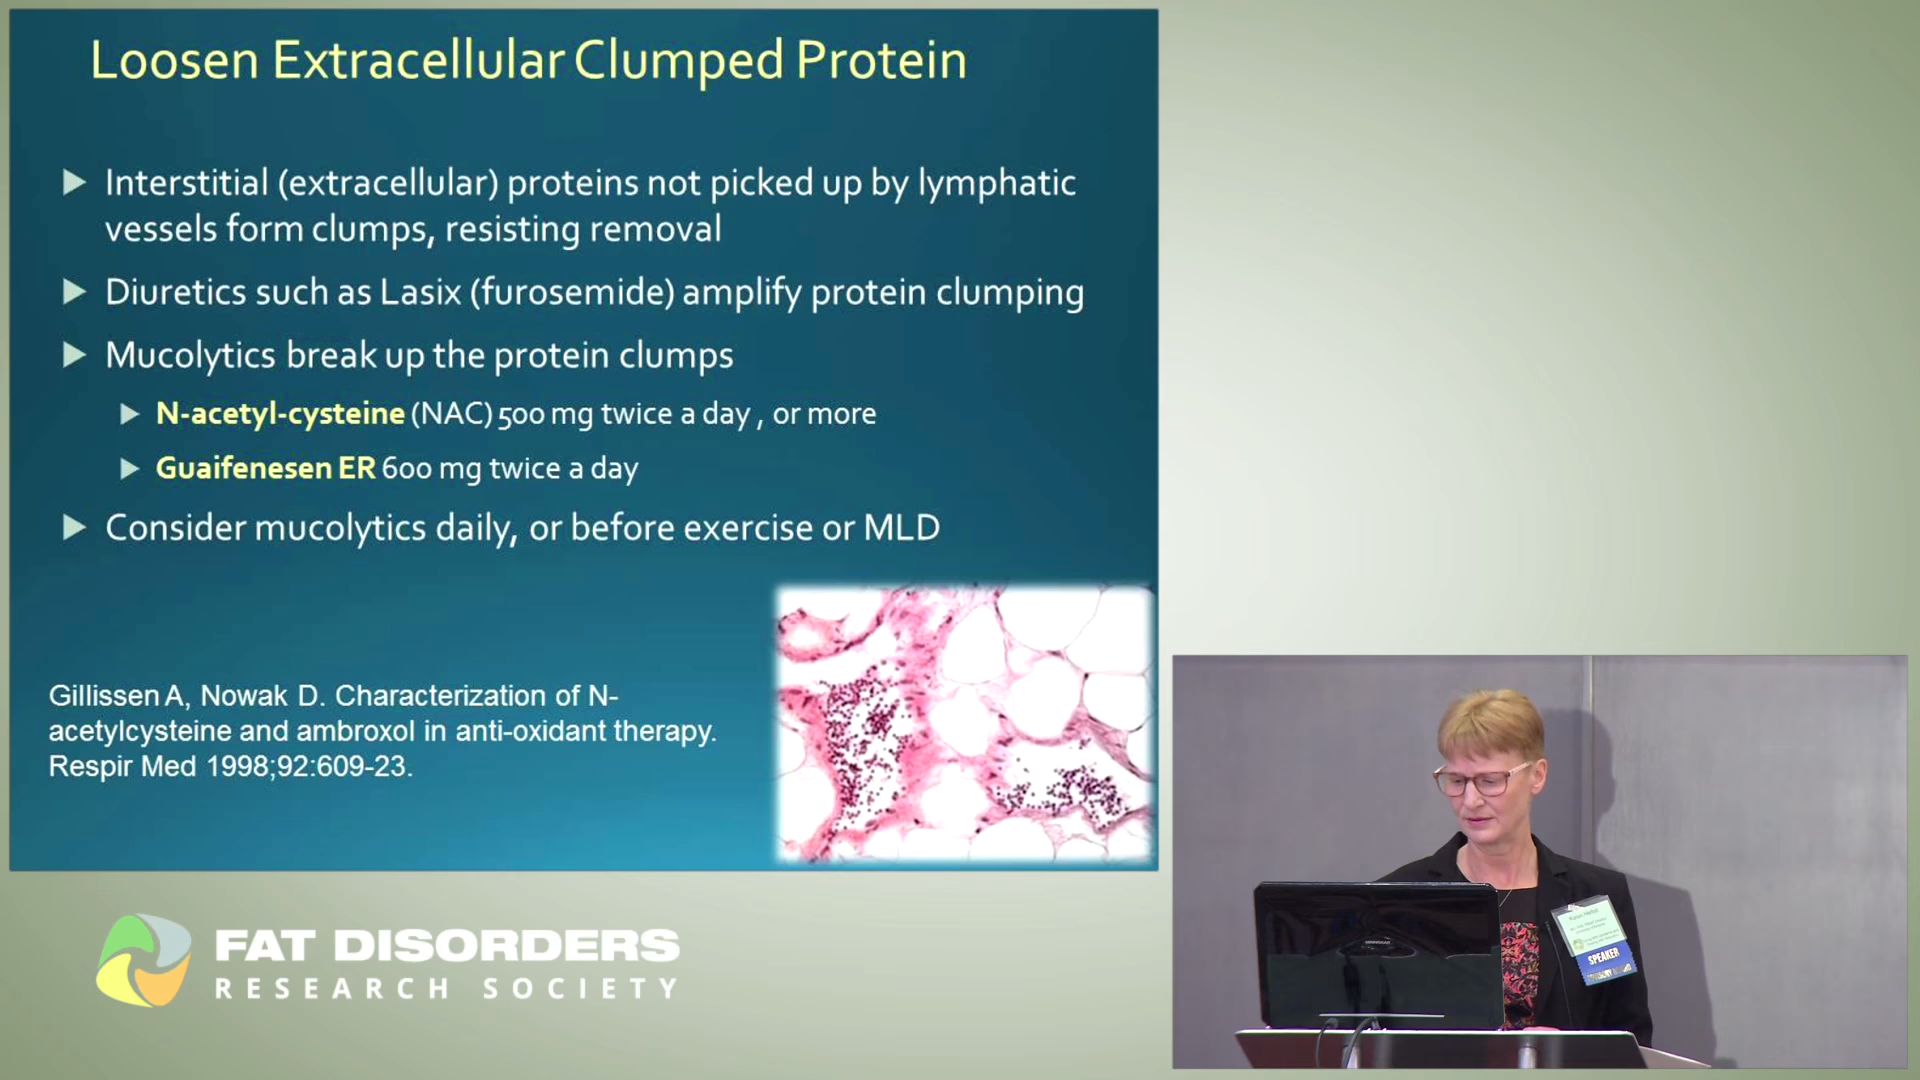 Loosen Extracellular Clumped Protein
Interstitial (extracellular) proteins not picked up by lymphatic
vessels form clumps, resisting removal
Diuretics such as Lasix (furosemide) amplify protein clumping
Mucolytics break up the protein clumps
N-acetyl-cysteine (NAC) 500 mg twice a day , or more
Guaifenesen ER 600 mg twice a day
Consider mucolytics daily, or before exercise or MLD
Gillissen A, Nowak D. Characterization of N-
acetylcysteine and ambroxol in anti-oxidant therapy.
Respir Med 1998;92:609-23.
FAT DISORDERS
RESEARCH SOCIETY
SPEAKER